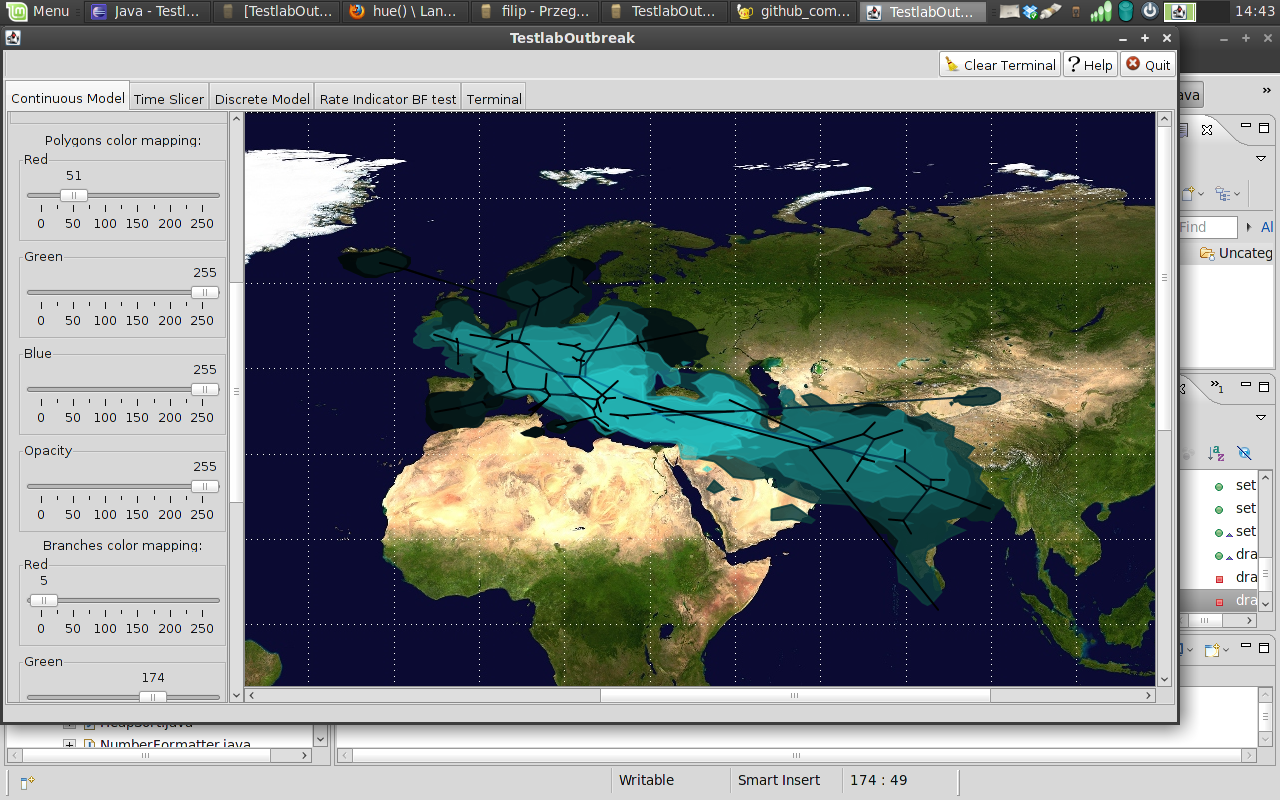 Menu
Java - Testl...
[TestlabOut...
hue() \ Lan...
filip - Przeg...
TestlabOut...
github_com...
TestlabOut...
14:43
TestlabOutbreak
Clear Terminal
? Help
Quit
Continuous Model
Time Slicer
Discrete Model
Rate Indicator BF test
Terminal
ava
Polygons color mapping:
Red
51
0 50 100 150 200 250
Green
255
0 50 100 150 200 250
Blue
255
0 50 100 150 200 250
Opacity
255
0 50 100 150 200 250
Branches color mapping:
Red
5
0 50 100 150 200 250
Green
174
Find
Al
Uncateg
»1
set
set
set
dra
dra
dra
HeapSort.java
NumberFormatter.java
Writable
Smart Insert
174 : 49